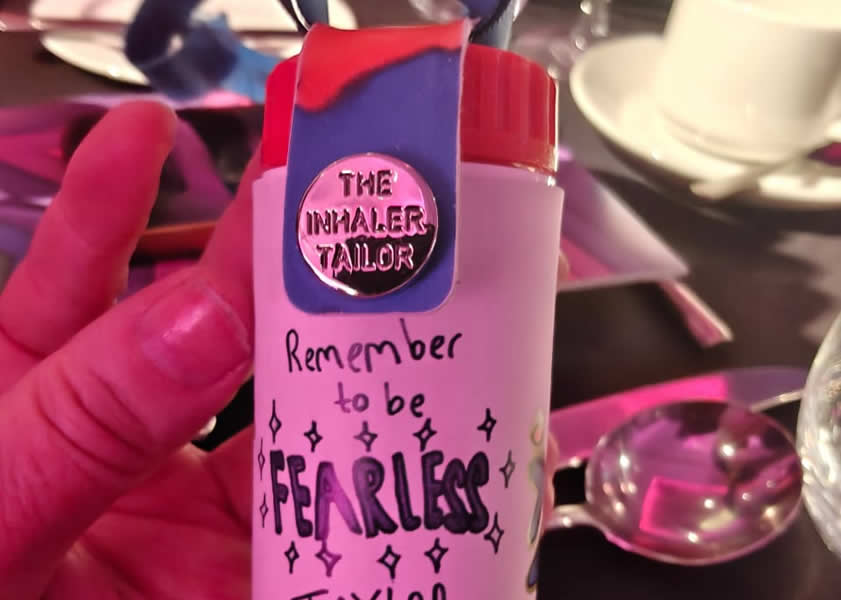 THE
INHALER
TAILOR
Remember
to be
FEARLESS